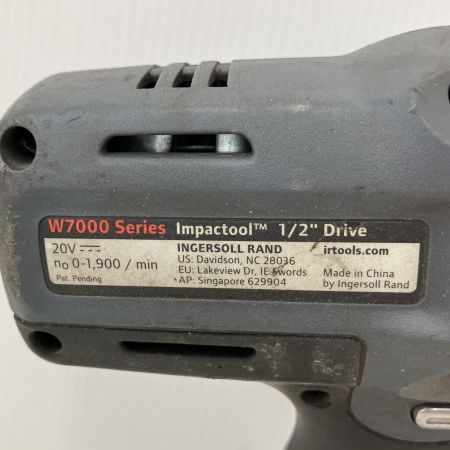 W7000 Series Impactool™ 1/2" Drive
20V ⎓ INGERSOLL RAND irtools.com
n₀ 0-1,900 / min US: Davidson, NC 28036
EU: Lakeview Dr, IE Swords Made in China
Pat. Pending AP: Singapore 629904 by Ingersoll Rand